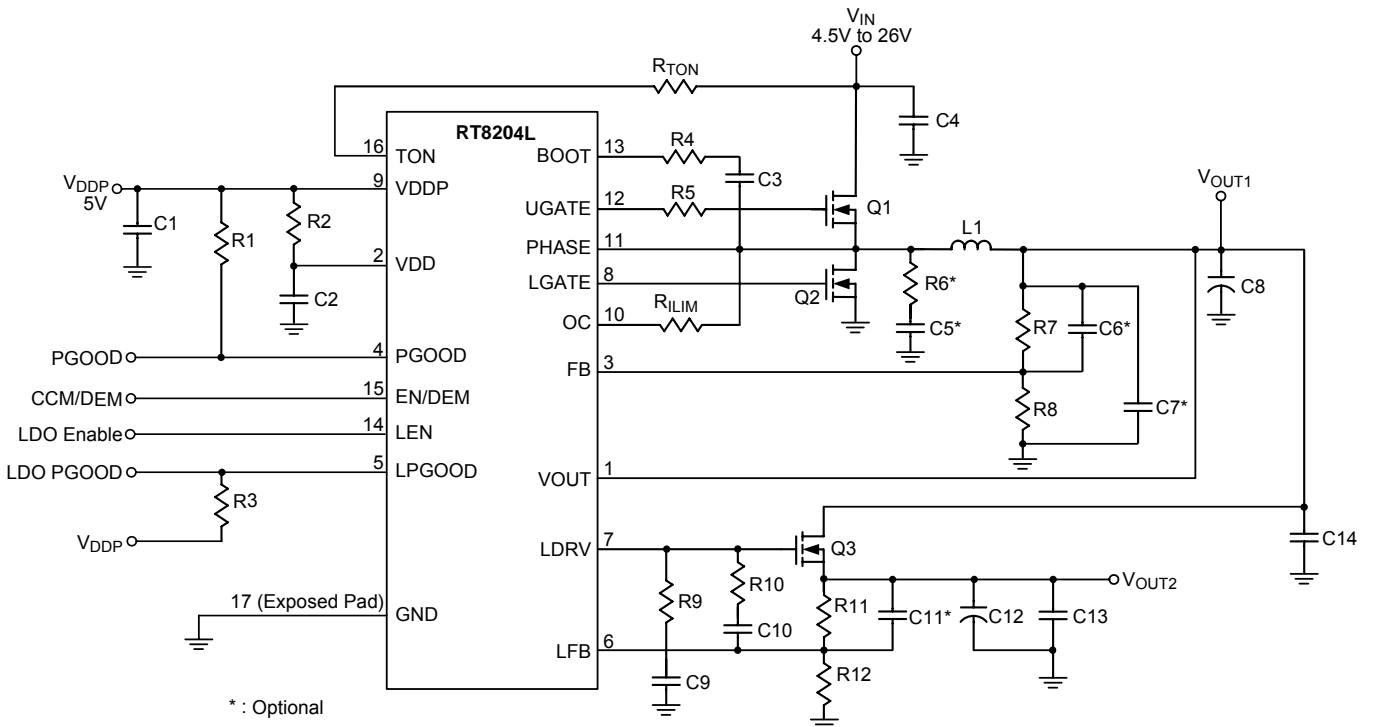 VIN
4.5V to 26V
RTON
C4
RT8204L
16 TON
BOOT 13
R4
C3
VDDP
5V
9 VDDP
C1
R1
R2
UGATE 12
R5
Q1
VOUT1
PHASE 11
L1
2 VDD
C2
LGATE 8
Q2
R6*
C8
OC 10
RILIM
C5*
R7
C6*
PGOOD
4 PGOOD
FB 3
CCM/DEM
15 EN/DEM
R8
C7*
LDO Enable
14 LEN
LDO PGOOD
5 LPGOOD
VOUT 1
R3
VDDP
LDRV 7
Q3
C14
VOUT2
R9
R10
R11
C11*
C12
C13
17 (Exposed Pad)
GND
C10
LFB 6
C9
R12
* : Optional